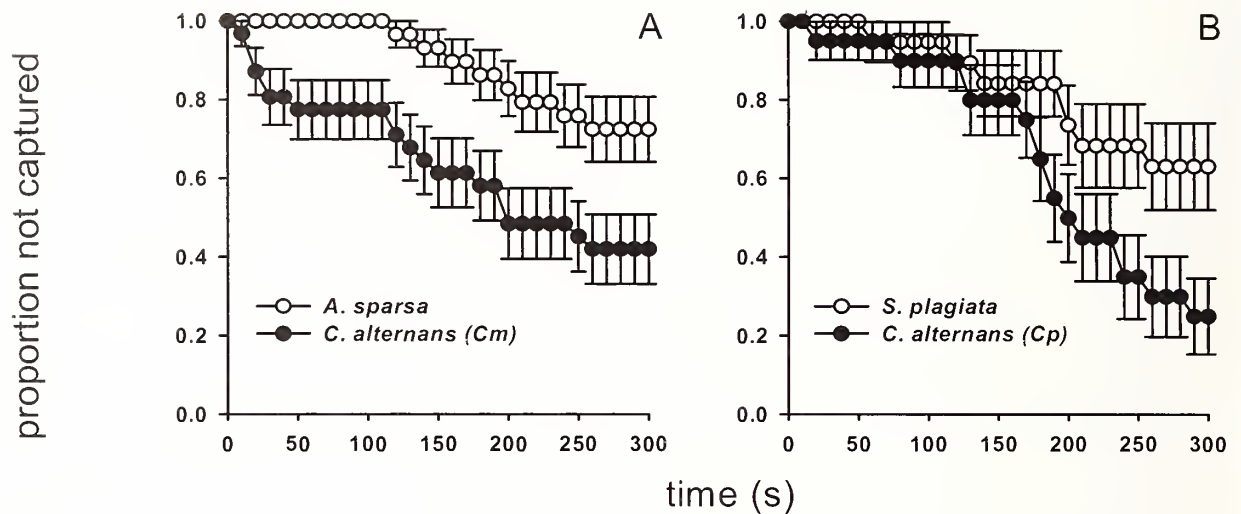 proportion not captured
A
1.0
0.8
0.6
0.4
0.2
0.0
A. sparsa
C. alternans (Cm)
0 50 100 150 200 250 300
B
1.0
0.8
0.6
0.4
0.2
0.0
S. plagiata
C. alternans (Cp)
0 50 100 150 200 250 300
time (s)